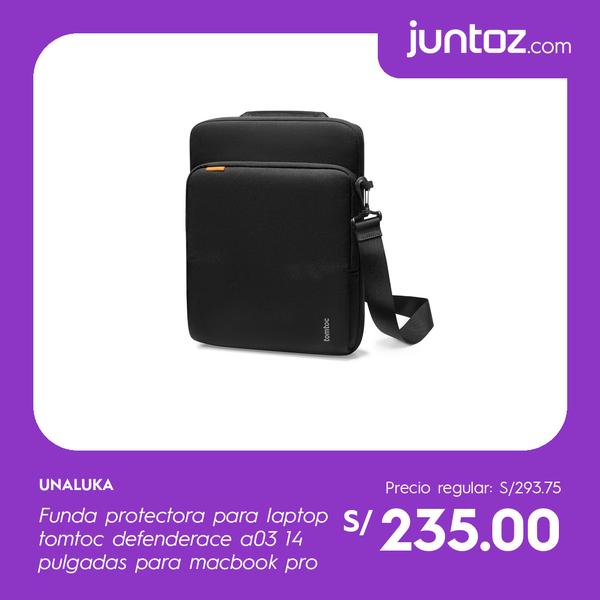 juntoz.com
tomtoc
UNALUKA
Funda protectora para laptop
tomtoc defenderace a03 14
pulgadas para macbook pro
Precio regular: S/293.75
S/ 235.00